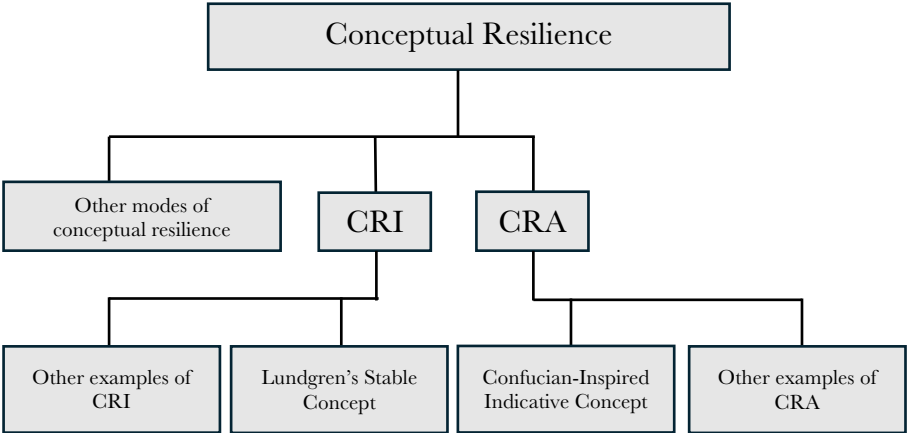 Conceptual Resilience
Other modes of
conceptual resilience
CRI
CRA
Other examples of
CRI
Lundgren's Stable
Concept
Confucian-Inspired
Indicative Concept
Other examples of
CRA